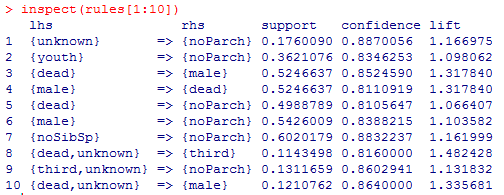 > inspect(rules[1:10])
lhs rhs support confidence lift
1 {unknown} => {noParch} 0.1760090 0.8870056 1.166975
2 {youth} => {noParch} 0.3621076 0.8346253 1.098062
3 {dead} => {male} 0.5246637 0.8524590 1.317840
4 {male} => {dead} 0.5246637 0.8110919 1.317840
5 {dead} => {noParch} 0.4988789 0.8105647 1.066407
6 {male} => {noParch} 0.5426009 0.8388215 1.103582
7 {noSibSp} => {noParch} 0.6020179 0.8832237 1.161999
8 {dead,unknown} => {third} 0.1143498 0.8160000 1.482428
9 {third,unknown} => {noParch} 0.1311659 0.8602941 1.131832
10 {dead,unknown} => {male} 0.1210762 0.8640000 1.335683